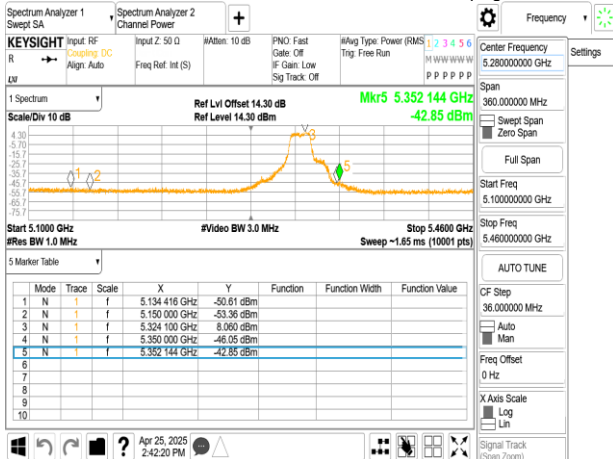 Spectrum Analyzer 1
Swept SA
Spectrum Analyzer 2
Channel Power
+
Frequency
KEYSIGHT
R
Input: RF
Coupling: DC
Align: Auto
Input Z: 50 Ω
Freq Ref: Int (S)
#Atten: 10 dB
PNO: Fast
Gate: Off
IF Gain: Low
Sig Track: Off
#Avg Type: Power (RMS
Trig: Free Run
1 2 3 4 5 6
M W W W W W
P P P P P P
1 Spectrum
Scale/Div 10 dB
Ref Lvl Offset 14.30 dB
Ref Level 14.30 dBm
Mkr5 5.352 144 GHz
-42.85 dBm
4.30
-5.70
-15.7
-25.7
-35.7
-45.7
-55.7
-65.7
-75.7
1
2
3
5
Start 5.1000 GHz
#Res BW 1.0 MHz
#Video BW 3.0 MHz
Stop 5.4600 GHz
Sweep ~1.65 ms (10001 pts)
5 Marker Table
Mode Trace Scale X Y Function Function Width Function Value
1 N 1 f 5.134 416 GHz -50.61 dBm
2 N 1 f 5.150 000 GHz -53.36 dBm
3 N 1 f 5.324 100 GHz 8.060 dBm
4 N 1 f 5.350 000 GHz -46.05 dBm
5 N 1 f 5.352 144 GHz -42.85 dBm
6
7
8
9
10
Apr 25, 2025
2:42:20 PM
?
Center Frequency
5.280000000 GHz
Settings
Span
360.000000 MHz
Swept Span
Zero Span
Full Span
Start Freq
5.100000000 GHz
Stop Freq
5.460000000 GHz
AUTO TUNE
CF Step
36.000000 MHz
Auto
Man
Freq Offset
0 Hz
X Axis Scale
Log
Lin
Signal Track
(Span Zoom)